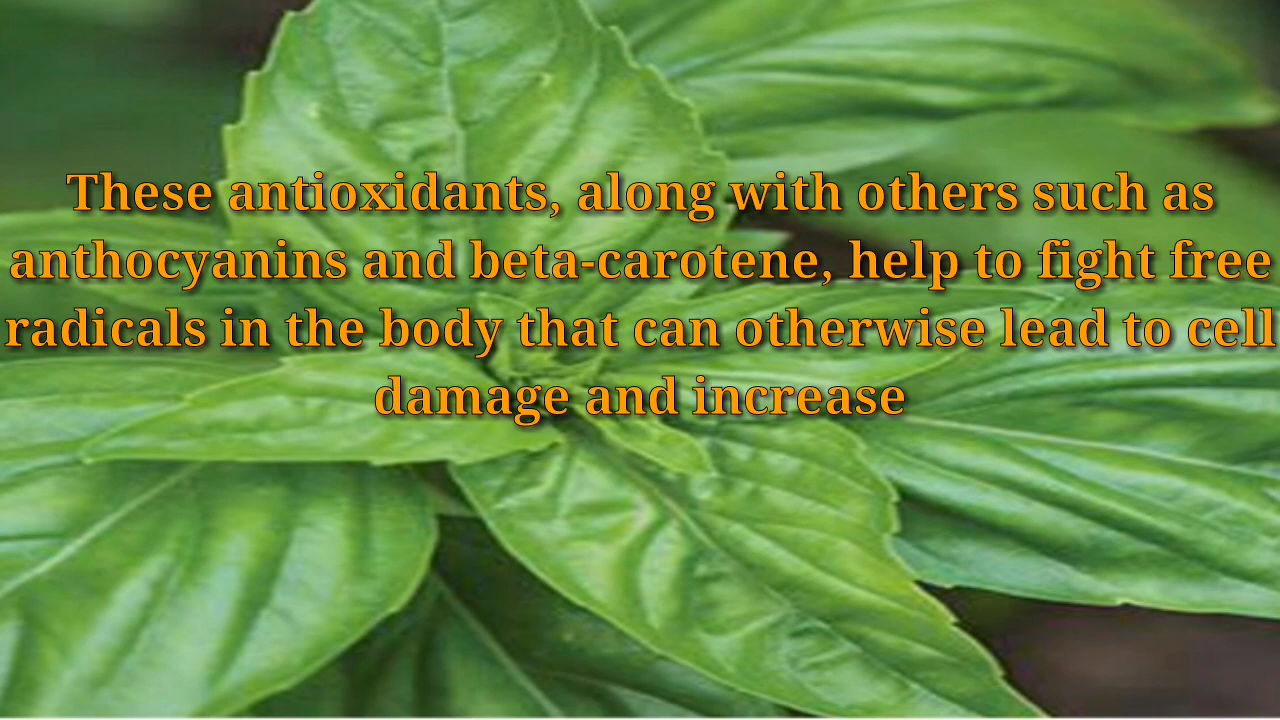 These antioxidants, along with others such as
anthocyanins and beta-carotene, help to fight free
radicals in the body that can otherwise lead to cell
damage and increase